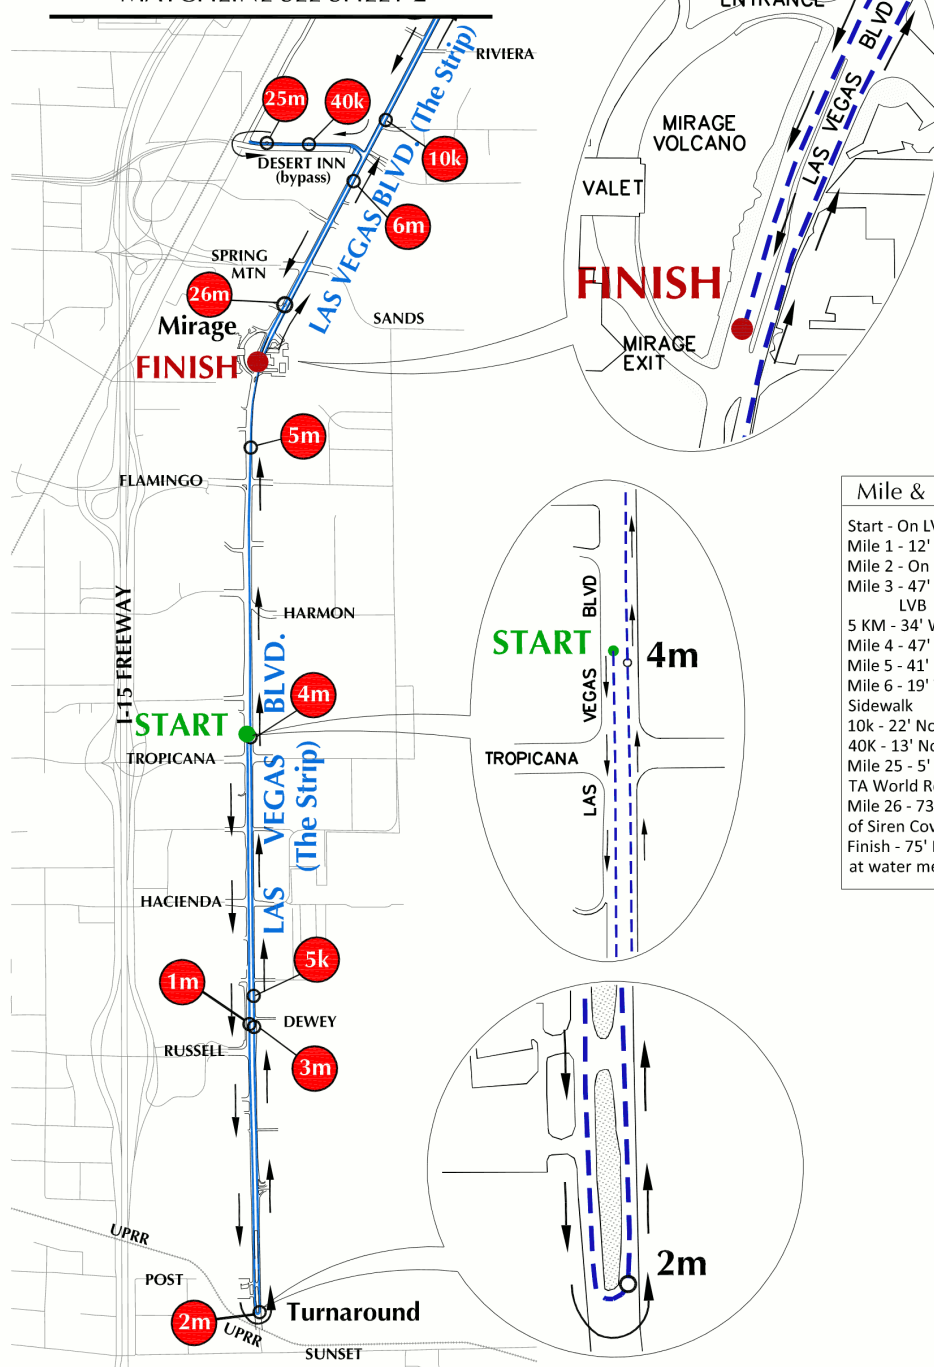 RIVIERA
ENTRANCE
BLVD
VEGAS
LAS
25m
40k
10k
DESERT INN
(bypass)
6m
LAS VEGAS BLVD. (The Strip)
MIRAGE
VOLCANO
VALET
SPRING
MTN
26m
Mirage
SANDS
FINISH
FINISH
MIRAGE
EXIT
5m
FLAMINGO
Mile &
Start - On
Mile 1 - 12'
Mile 2 - On
Mile 3 - 47'
LVB
5 KM - 34'
Mile 4 - 47'
Mile 5 - 41'
Mile 6 - 19'
Sidewalk
10k - 22'
40K - 13'
Mile 25 - 5'
TA World
Mile 26 - 73
of Siren
Finish - 75'
at water
I-15 FREEWAY
HARMON
BLVD
START
4m
VEGAS
4m
START
TROPICANA
TROPICANA
LAS
LAS VEGAS BLVD.
(The Strip)
HACIENDA
5k
1m
DEWEY
RUSSELL
3m
UPRR
POST
2m
2m
Turnaround
UPRR
SUNSET